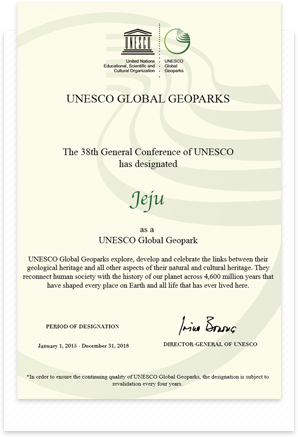 United Nations
Educational, Scientific and
Cultural Organization
UNESCO
Global
Geoparks
UNESCO GLOBAL GEOPARKS
The 38th General Conference of UNESCO
has designated
Jeju
as a
UNESCO Global Geopark
UNESCO Global Geoparks explore, develop and celebrate the links between their
geological heritage and all other aspects of their natural and cultural heritage. They
reconnect human society with the history of our planet across 4,600 million years that
have shaped every place on Earth and all life that has ever lived here.
Irina Bokova
PERIOD OF DESIGNATION
DIRECTOR-GENERAL OF UNESCO
January 1, 2015 - December 31, 2018
*In order to ensure the continuing quality of UNESCO Global Geoparks, the designation is subject to
revalidation every four years.